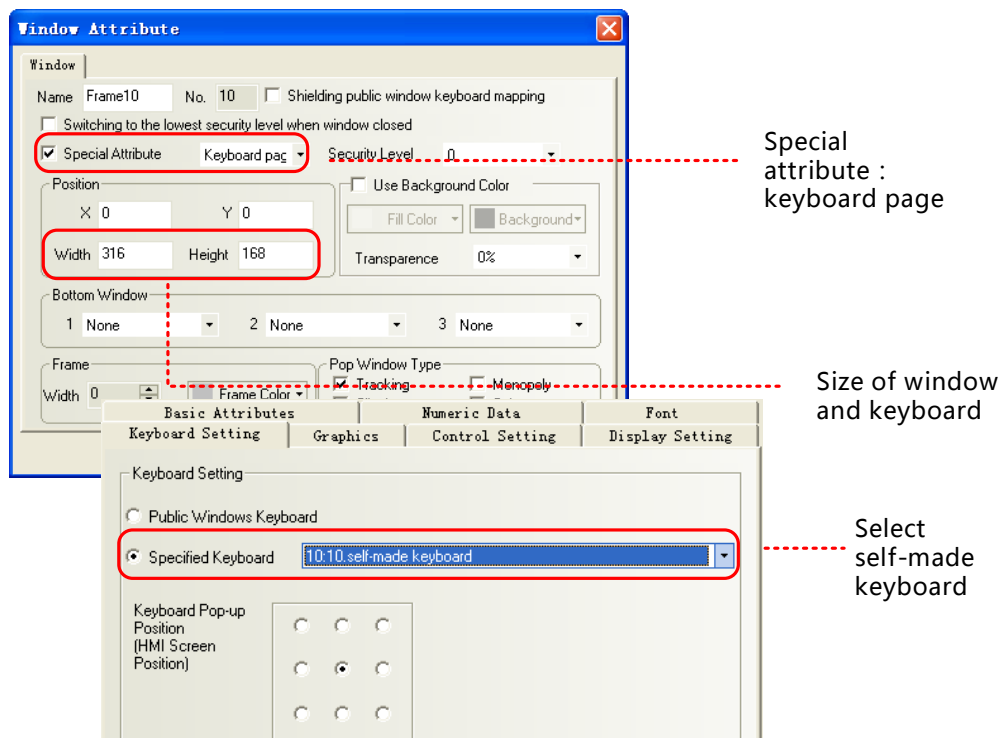 Window Attribute
Window
Name Frame10 No. 10 Shielding public window keyboard mapping
Switching to the lowest security level when window closed
Special Attribute Keyboard pag Security Level 0
Position
X 0 Y 0
Width 316 Height 168
Use Background Color
Fill Color Background
Transparence 0%
Bottom Window
1 None 2 None 3 None
Frame
Width 0 Frame Color
Pop Window Type
Tracking Monopoly
Special
attribute :
keyboard page
Size of window
and keyboard
Basic Attributes Numeric Data Font
Keyboard Setting Graphics Control Setting Display Setting
Keyboard Setting
Public Windows Keyboard
Specified Keyboard 10:10.self-made keyboard
Keyboard Pop-up
Position
(HMI Screen
Position)
Select
self-made
keyboard